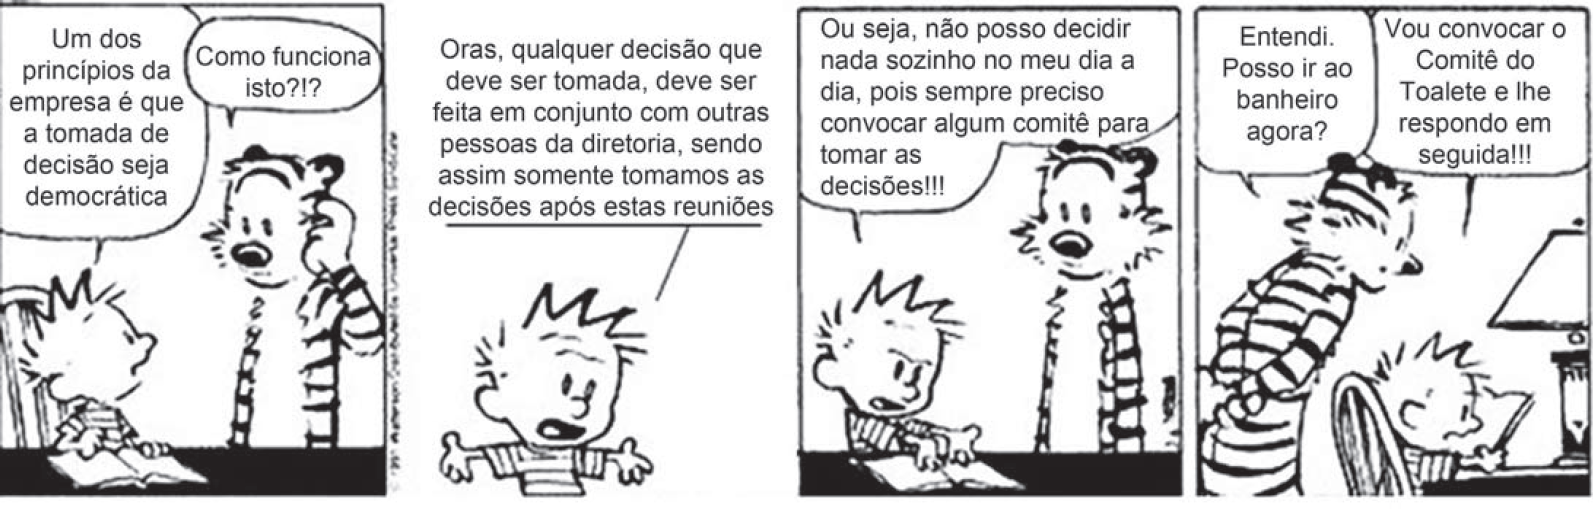 Um dos
princípios da
empresa é que
a tomada de
decisão seja
democrática
Como funciona
isto?!?
Oras, qualquer decisão que
deve ser tomada, deve ser
feita em conjunto com outras
pessoas da diretoria, sendo
assim somente tomamos as
decisões após estas reuniões
Ou seja, não posso decidir
nada sozinho no meu dia a
dia, pois sempre preciso
convocar algum comitê para
tomar as
decisões!!!
Entendi.
Posso ir ao
banheiro
agora?
Vou convocar o
Comitê do
Toalete e lhe
respondo em
seguida!!!